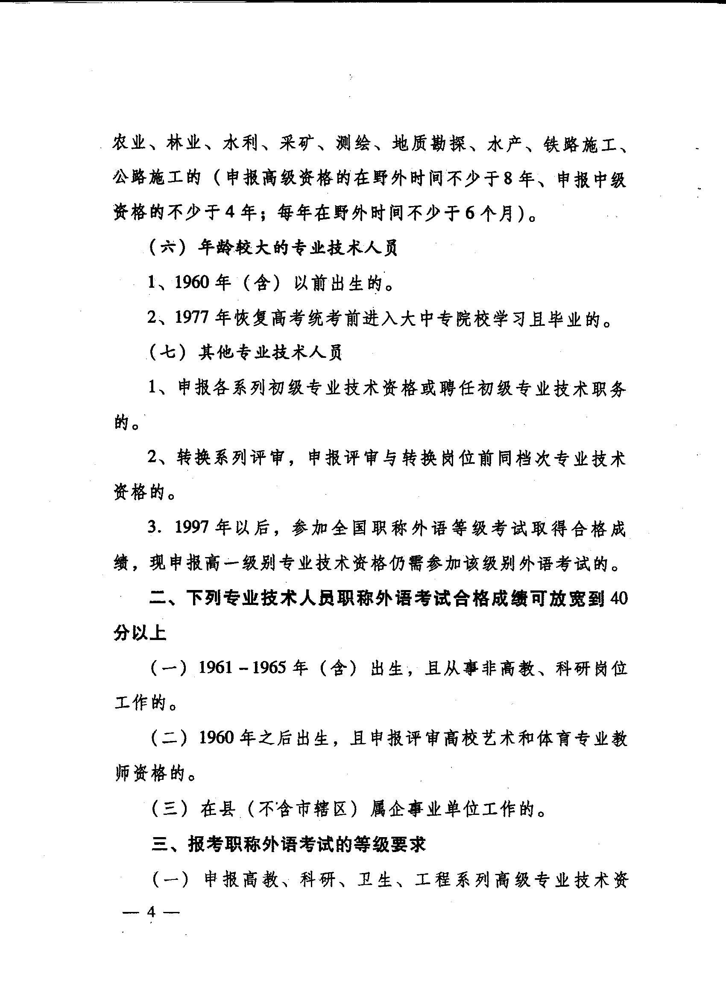 农业、林业、水利、采矿、测绘、地质勘探、水产、铁路施工、
公路施工的（申报高级资格的在野外时间不少于8年、申报中级
资格的不少于4年；每年在野外时间不少于6个月）。
（六）年龄较大的专业技术人员
1、1960年（含）以前出生的。
2、1977年恢复高考统考前进入大中专院校学习且毕业的。
（七）其他专业技术人员
1、申报各系列初级专业技术资格或聘任初级专业技术职务
的。
2、转换系列评审，申报评审与转换岗位前同档次专业技术
资格的。
3. 1997年以后，参加全国职称外语等级考试取得合格成
绩，现申报高一级别专业技术资格仍需参加该级别外语考试的。
二、下列专业技术人员职称外语考试合格成绩可放宽到40
分以上
（一）1961－1965年（含）出生，且从事非高教、科研岗位
工作的。
（二）1960年之后出生，且申报评审高校艺术和体育专业教
师资格的。
（三）在县（不含市辖区）属企事业单位工作的。
三、报考职称外语考试的等级要求
（一）申报高教、科研、卫生、工程系列高级专业技术资
— 4 —